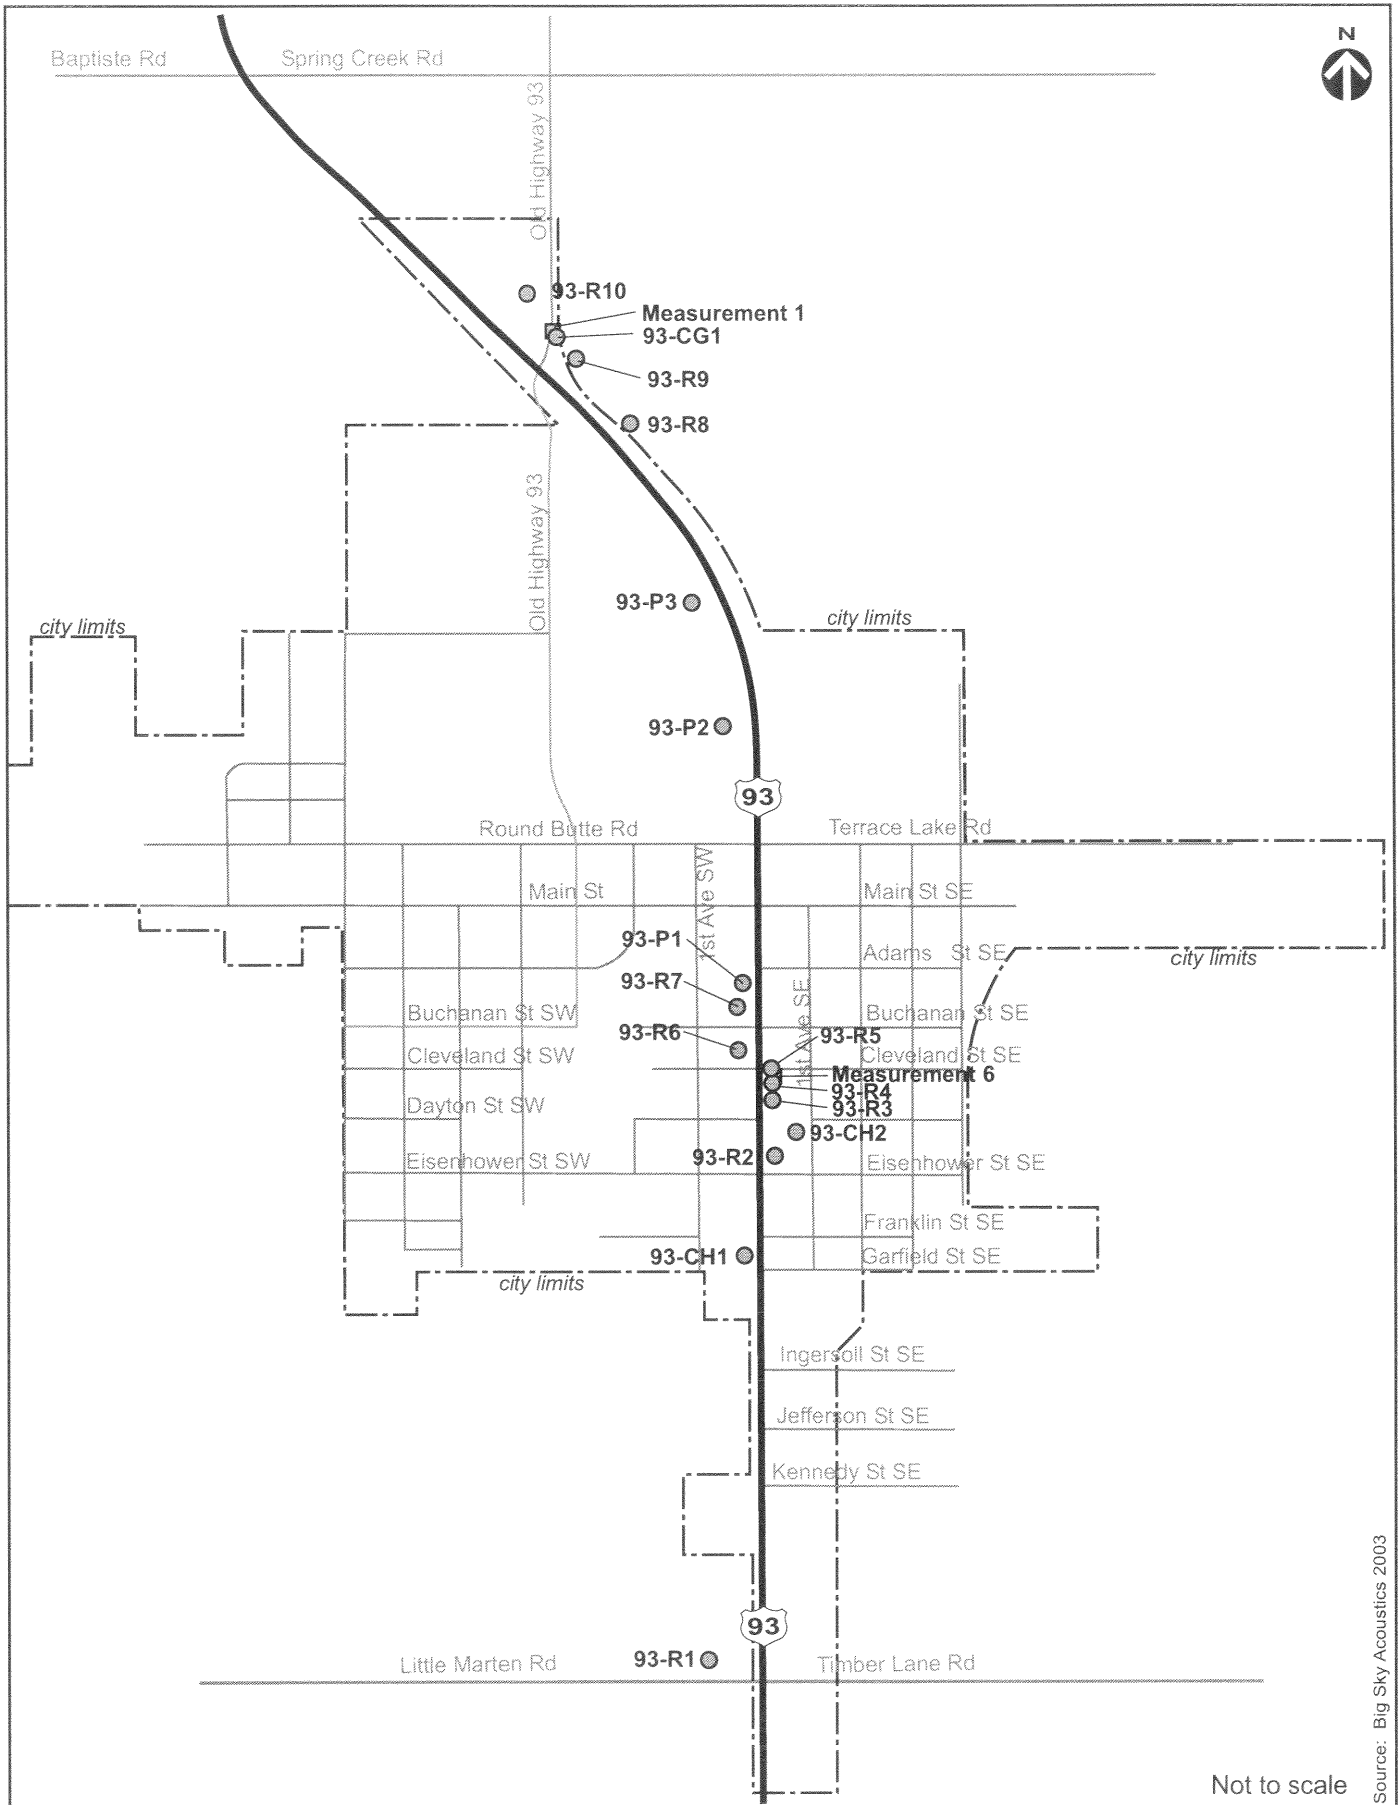 N
Baptiste Rd
Spring Creek Rd
Old Highway 93
93-R10
Measurement 1
93-CG1
93-R9
93-R8
Old Highway 93
93-P3
city limits
city limits
93-P2
93
Round Butte Rd
Terrace Lake Rd
Main St
Main St SE
1st Ave SW
93-P1
Adams St SE
city limits
93-R7
1st Ave SE
Buchanan St SW
Buchanan St SE
93-R6
93-R5
Cleveland St SW
Cleveland St SE
Measurement 6
93-R4
Dayton St SW
93-R3
93-CH2
93-R2
Eisenhower St SW
Eisenhower St SE
Franklin St SE
93-CH1
Garfield St SE
city limits
Ingersoll St SE
Jefferson St SE
Kennedy St SE
93
93-R1
Little Marten Rd
Timber Lane Rd
Not to scale
Source: Big Sky Acoustics 2003